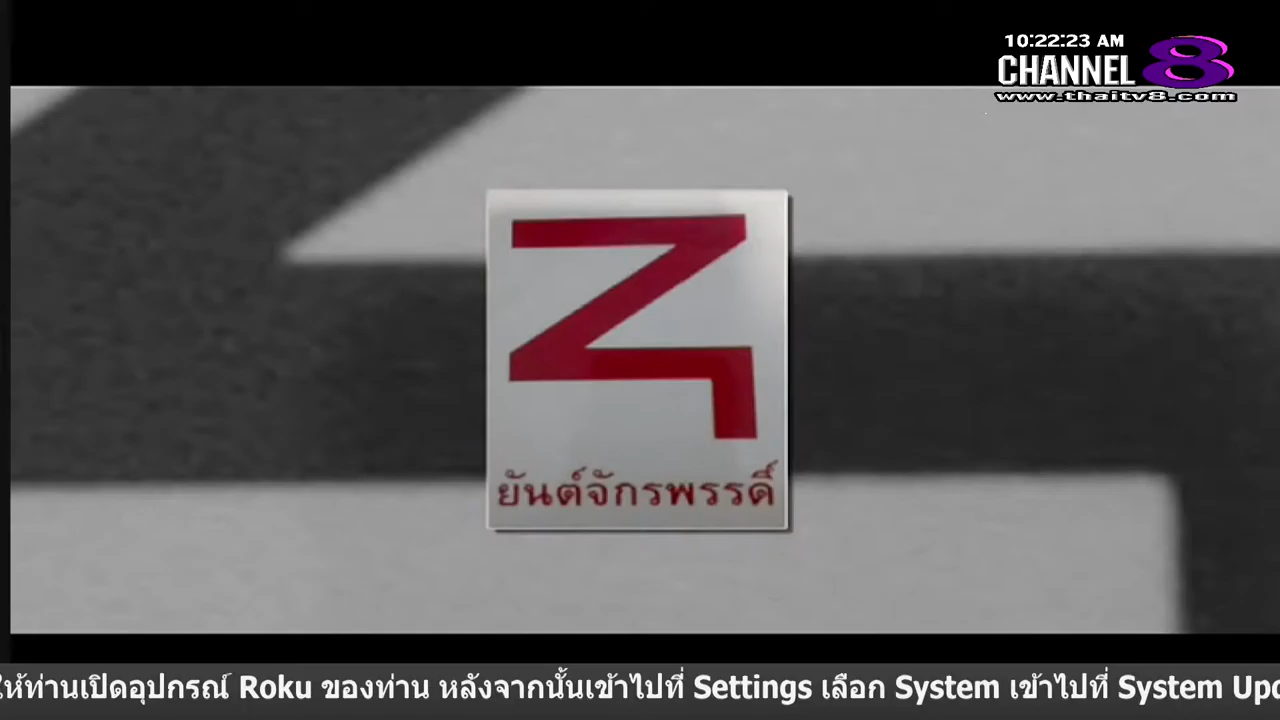 10:22:23 AM
CHANNEL 8
www.thaitv8.com
ยันต์จักรพรรดิ์
ให้ท่านเปิดอุปกรณ์ Roku ของท่าน หลังจากนั้นเข้าไปที่ Settings เลือก System เข้าไปที่ System Upd